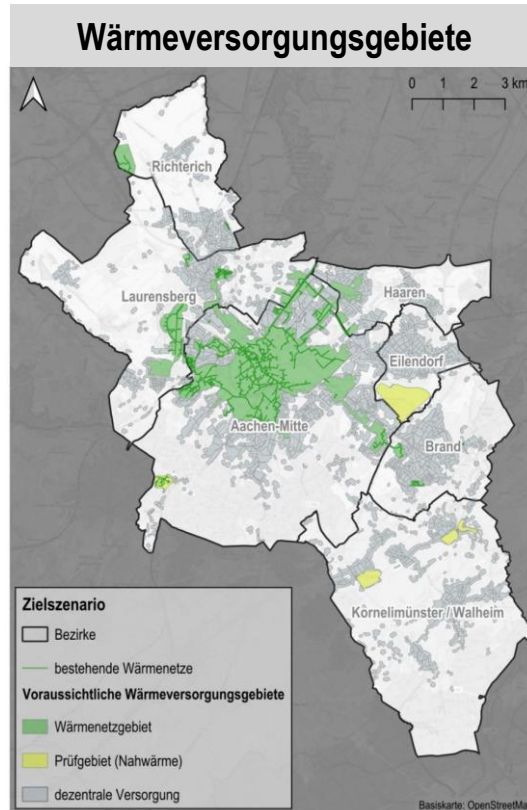 Wärmeversorgungsgebiete
0 1 2 3 km
Richterich
Laurensberg
Haaren
Eilendorf
Aachen-Mitte
Brand
Kornelimünster / Walheim
Zielszenario
Bezirke
bestehende Wärmenetze
Voraussichtliche Wärmeversorgungsgebiete
Wärmenetzgebiet
Prüfgebiet (Nahwärme)
dezentrale Versorgung
Basiskarte: OpenStreetMa